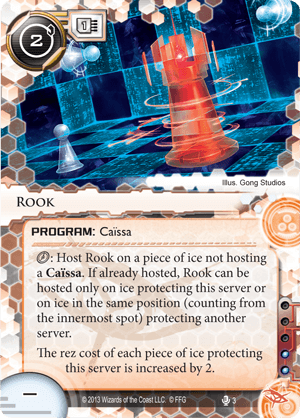 2
1
Illus. Gong Studios
ROOK
PROGRAM: Caïssa
: Host Rook on a piece of ice not hosting
a Caïssa. If already hosted, Rook can be
hosted only on ice protecting this server or
on ice in the same position (counting from
the innermost spot) protecting another
server.
The rez cost of each piece of ice protecting
this server is increased by 2.
–
©2013 Wizards of the Coast LLC. © FFG
3